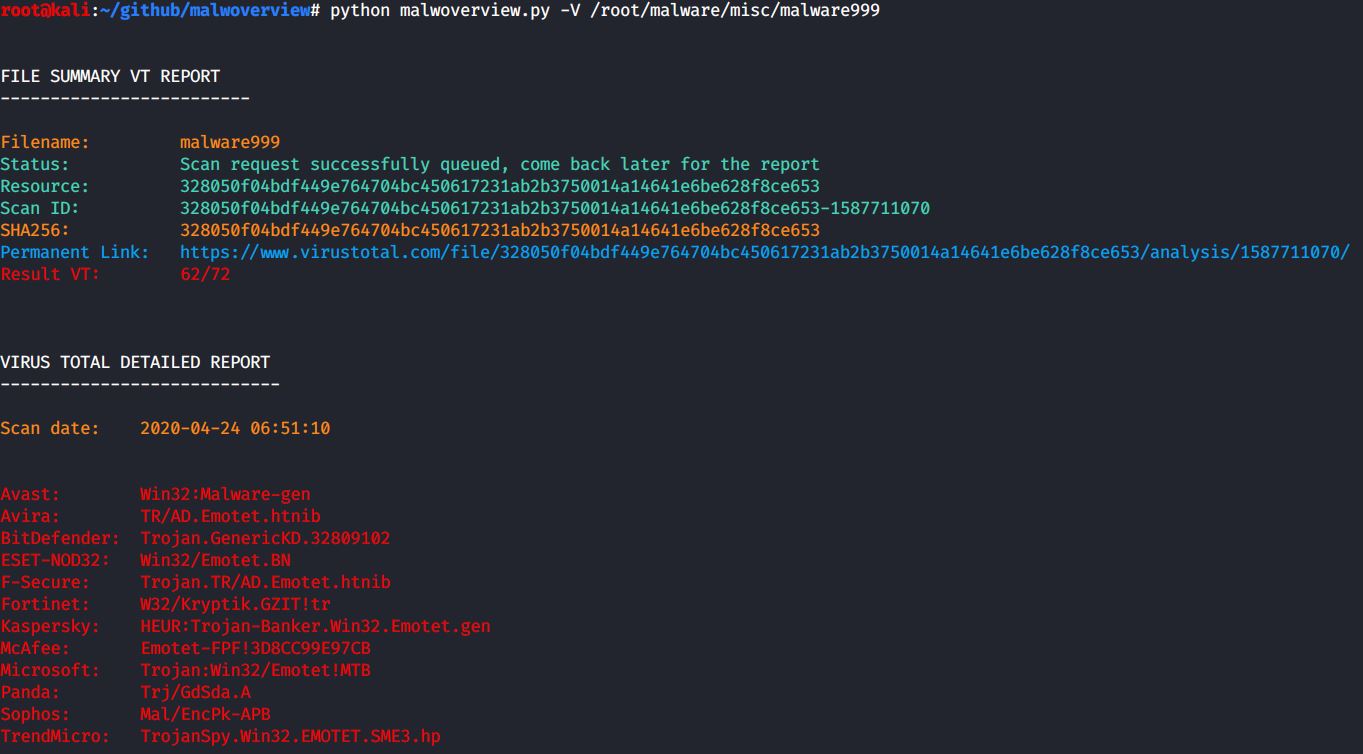 root@kali:~/github/malwoverview# python malwoverview.py -V /root/malware/misc/malware999
FILE SUMMARY VT REPORT
-------------------------
Filename: malware999
Status: Scan request successfully queued, come back later for the report
Resource: 328050f04bdf449e764704bc450617231ab2b3750014a14641e6be628f8ce653
Scan ID: 328050f04bdf449e764704bc450617231ab2b3750014a14641e6be628f8ce653-1587711070
SHA256: 328050f04bdf449e764704bc450617231ab2b3750014a14641e6be628f8ce653
Permanent Link: https://www.virustotal.com/file/328050f04bdf449e764704bc450617231ab2b3750014a14641e6be628f8ce653/analysis/1587711070/
Result VT: 62/72
VIRUS TOTAL DETAILED REPORT
----------------------------
Scan date: 2020-04-24 06:51:10
Avast: Win32:Malware-gen
Avira: TR/AD.Emotet.htnib
BitDefender: Trojan.GenericKD.32809102
ESET-NOD32: Win32/Emotet.BN
F-Secure: Trojan.TR/AD.Emotet.htnib
Fortinet: W32/Kryptik.GZIT!tr
Kaspersky: HEUR:Trojan-Banker.Win32.Emotet.gen
McAfee: Emotet-FPF!3D8CC99E97CB
Microsoft: Trojan:Win32/Emotet!MTB
Panda: Trj/GdSda.A
Sophos: Mal/EncPk-APB
TrendMicro: TrojanSpy.Win32.EMOTET.SME3.hp